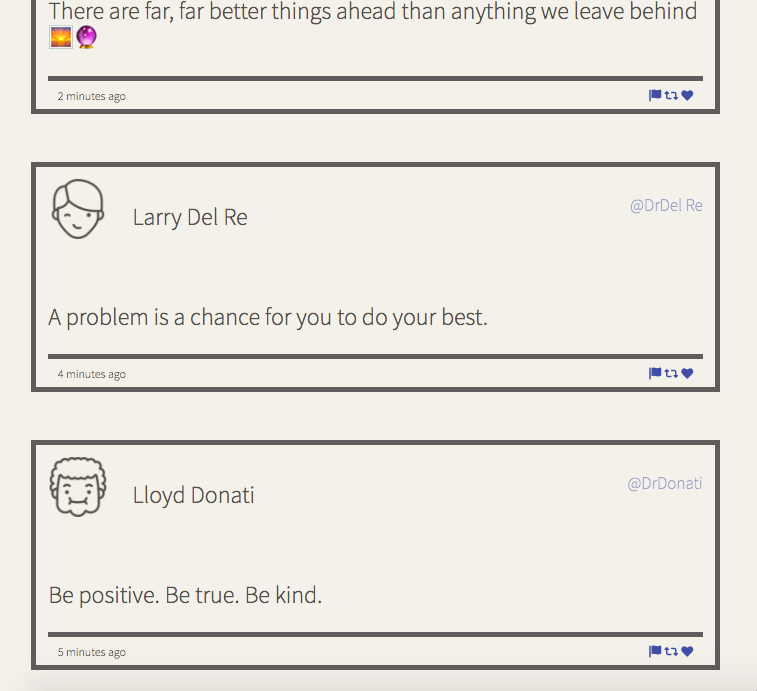 There are far, far better things ahead than anything we leave behind
🌅🔮
2 minutes ago
Larry Del Re
@DrDel Re
A problem is a chance for you to do your best.
4 minutes ago
Lloyd Donati
@DrDonati
Be positive. Be true. Be kind.
5 minutes ago